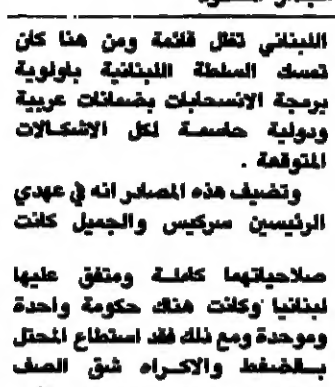 اللبناني تظل قائمة ومن هنا كان
تمسك السلطة اللبنانية باولوية
برمجة الانسحابات بضمانات عربية
ودولية حاسمة لكل الاشكالات
المتوقعة .
وتضيف هذه المصادر انه في عهدي
الرئيسين سركيس والجميل كانت
صلاحياتهما كاملة ومتفق عليها
لبنانيا وكانت هناك حكومة واحدة
وموحدة ومع ذلك فقد استطاع المحتل
بالضغط والاكراه شق الصف